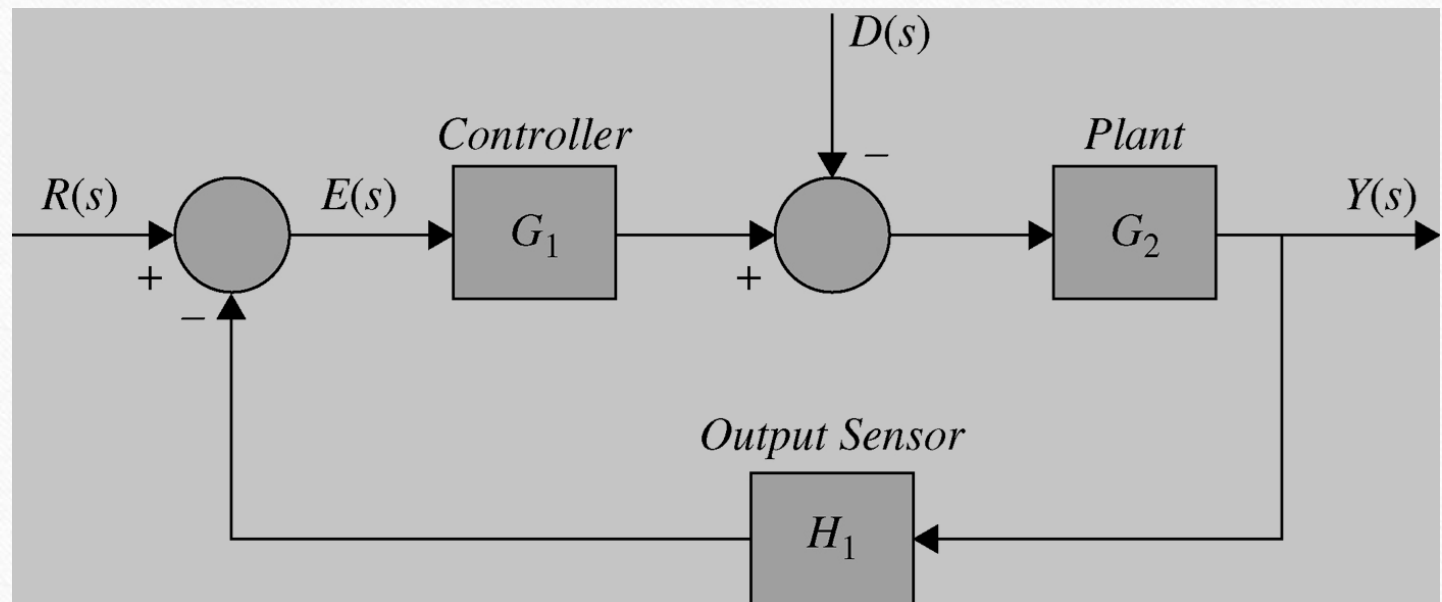 D(s)
−
Controller
Plant
R(s)
E(s)
Y(s)
G₁
G₂
+
+
−
Output Sensor
H₁